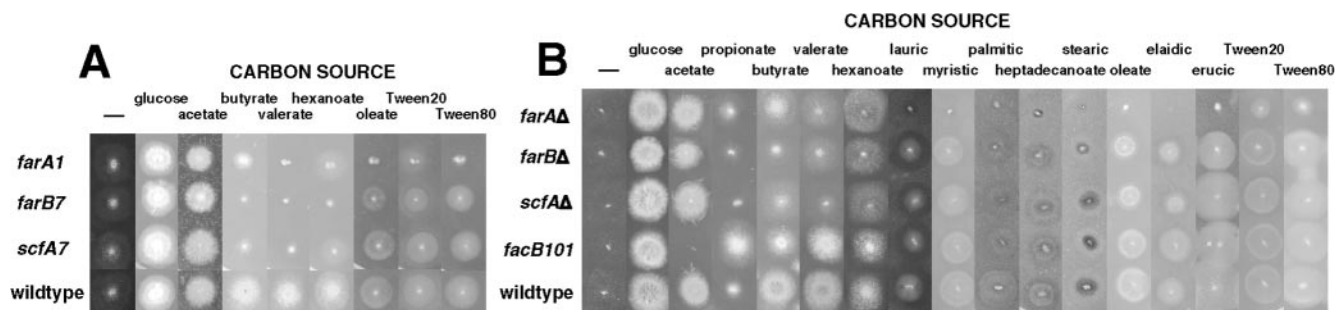 A
CARBON SOURCE
glucose butyrate hexanoate Tween20
— acetate valerate oleate Tween80
farA1
farB7
scfA7
wildtype
B
CARBON SOURCE
glucose propionate valerate lauric palmitic stearic elaidic Tween20
— acetate butyrate hexanoate myristic heptadecanoate oleate erucic Tween80
farAΔ
farBΔ
scfAΔ
facB101
wildtype